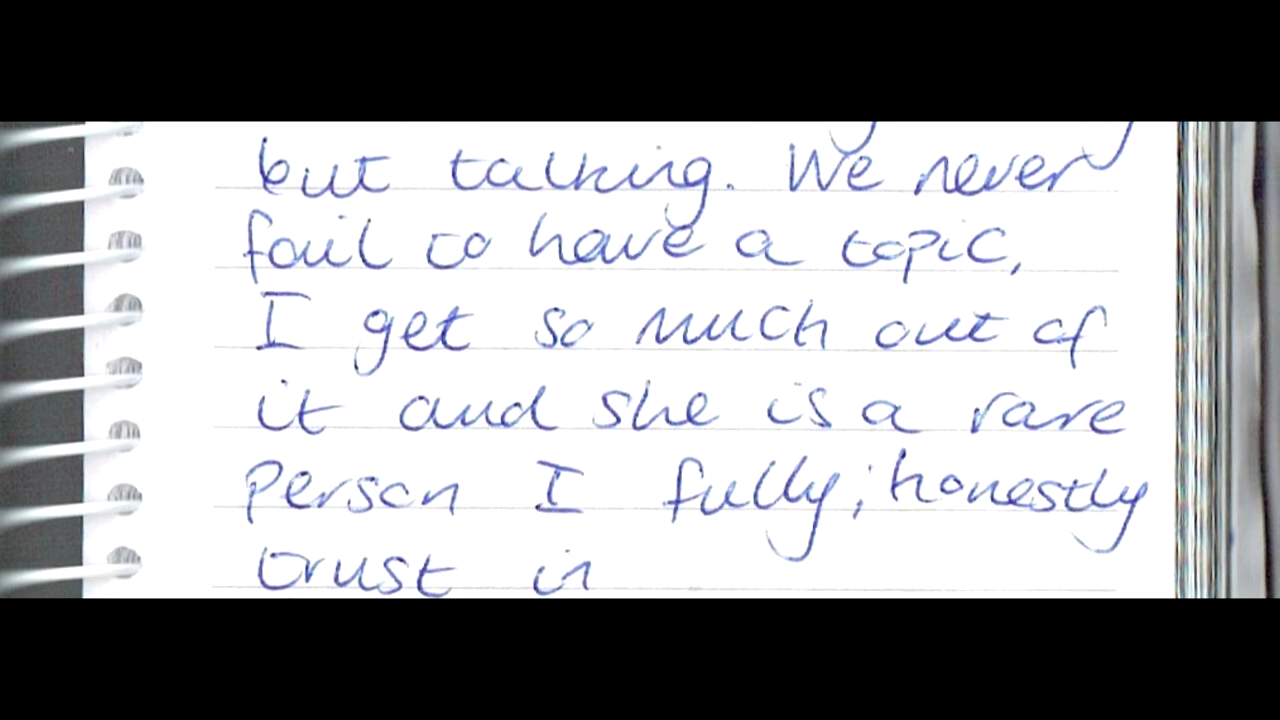 but talking. We never
fail to have a topic,
I get so much out of
it and she is a rare
person I fully; honestly
trust in